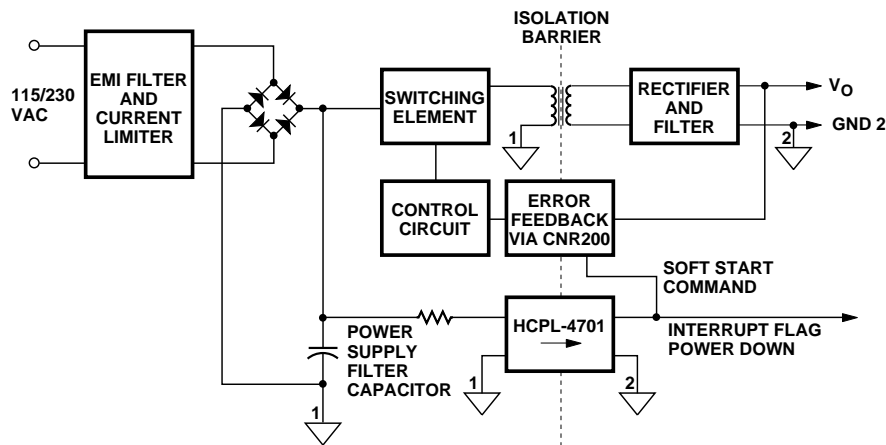 ISOLATION
BARRIER
115/230
VAC
EMI FILTER
AND
CURRENT
LIMITER
SWITCHING
ELEMENT
1
RECTIFIER
AND
FILTER
VO
GND 2
2
CONTROL
CIRCUIT
ERROR
FEEDBACK
VIA CNR200
SOFT START
COMMAND
POWER
SUPPLY
FILTER
CAPACITOR
1
HCPL-4701
1
2
INTERRUPT FLAG
POWER DOWN